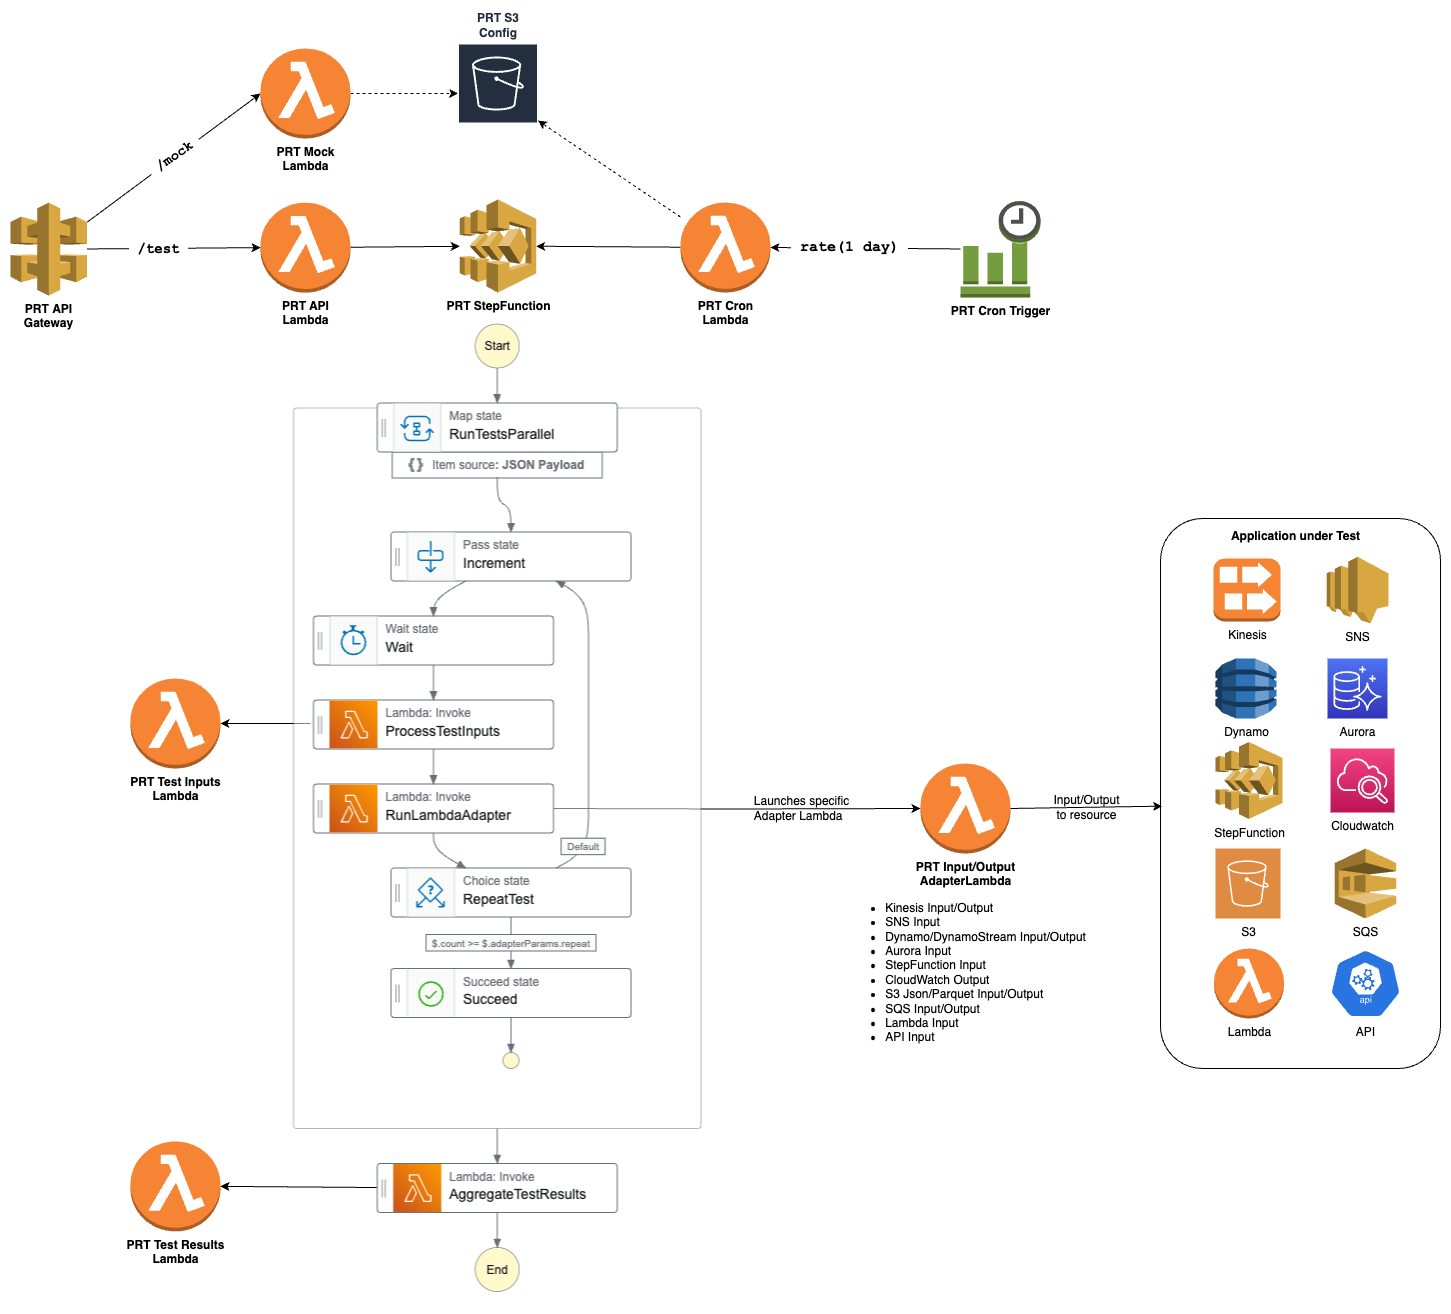 PRT S3
Config
PRT Mock
Lambda
/mock
PRT API
Gateway
/test
PRT API
Lambda
PRT StepFunction
PRT Cron
Lambda
rate(1 day)
PRT Cron Trigger
Start
Map state
RunTestsParallel
{} Item source: JSON Payload
Pass state
Increment
Wait state
Wait
Lambda: Invoke
ProcessTestInputs
PRT Test Inputs
Lambda
Lambda: Invoke
RunLambdaAdapter
Default
Choice state
RepeatTest
$.count >= $.adapterParams.repeat
Succeed state
Succeed
Lambda: Invoke
AggregateTestResults
PRT Test Results
Lambda
End
Launches specific
Adapter Lambda
PRT Input/Output
AdapterLambda
• Kinesis Input/Output
• SNS Input
• Dynamo/DynamoStream Input/Output
• Aurora Input
• StepFunction Input
• CloudWatch Output
• S3 Json/Parquet Input/Output
• SQS Input/Output
• Lambda Input
• API Input
Input/Output
to resource
Application under Test
Kinesis
SNS
Dynamo
Aurora
StepFunction
Cloudwatch
S3
SQS
Lambda
api
API